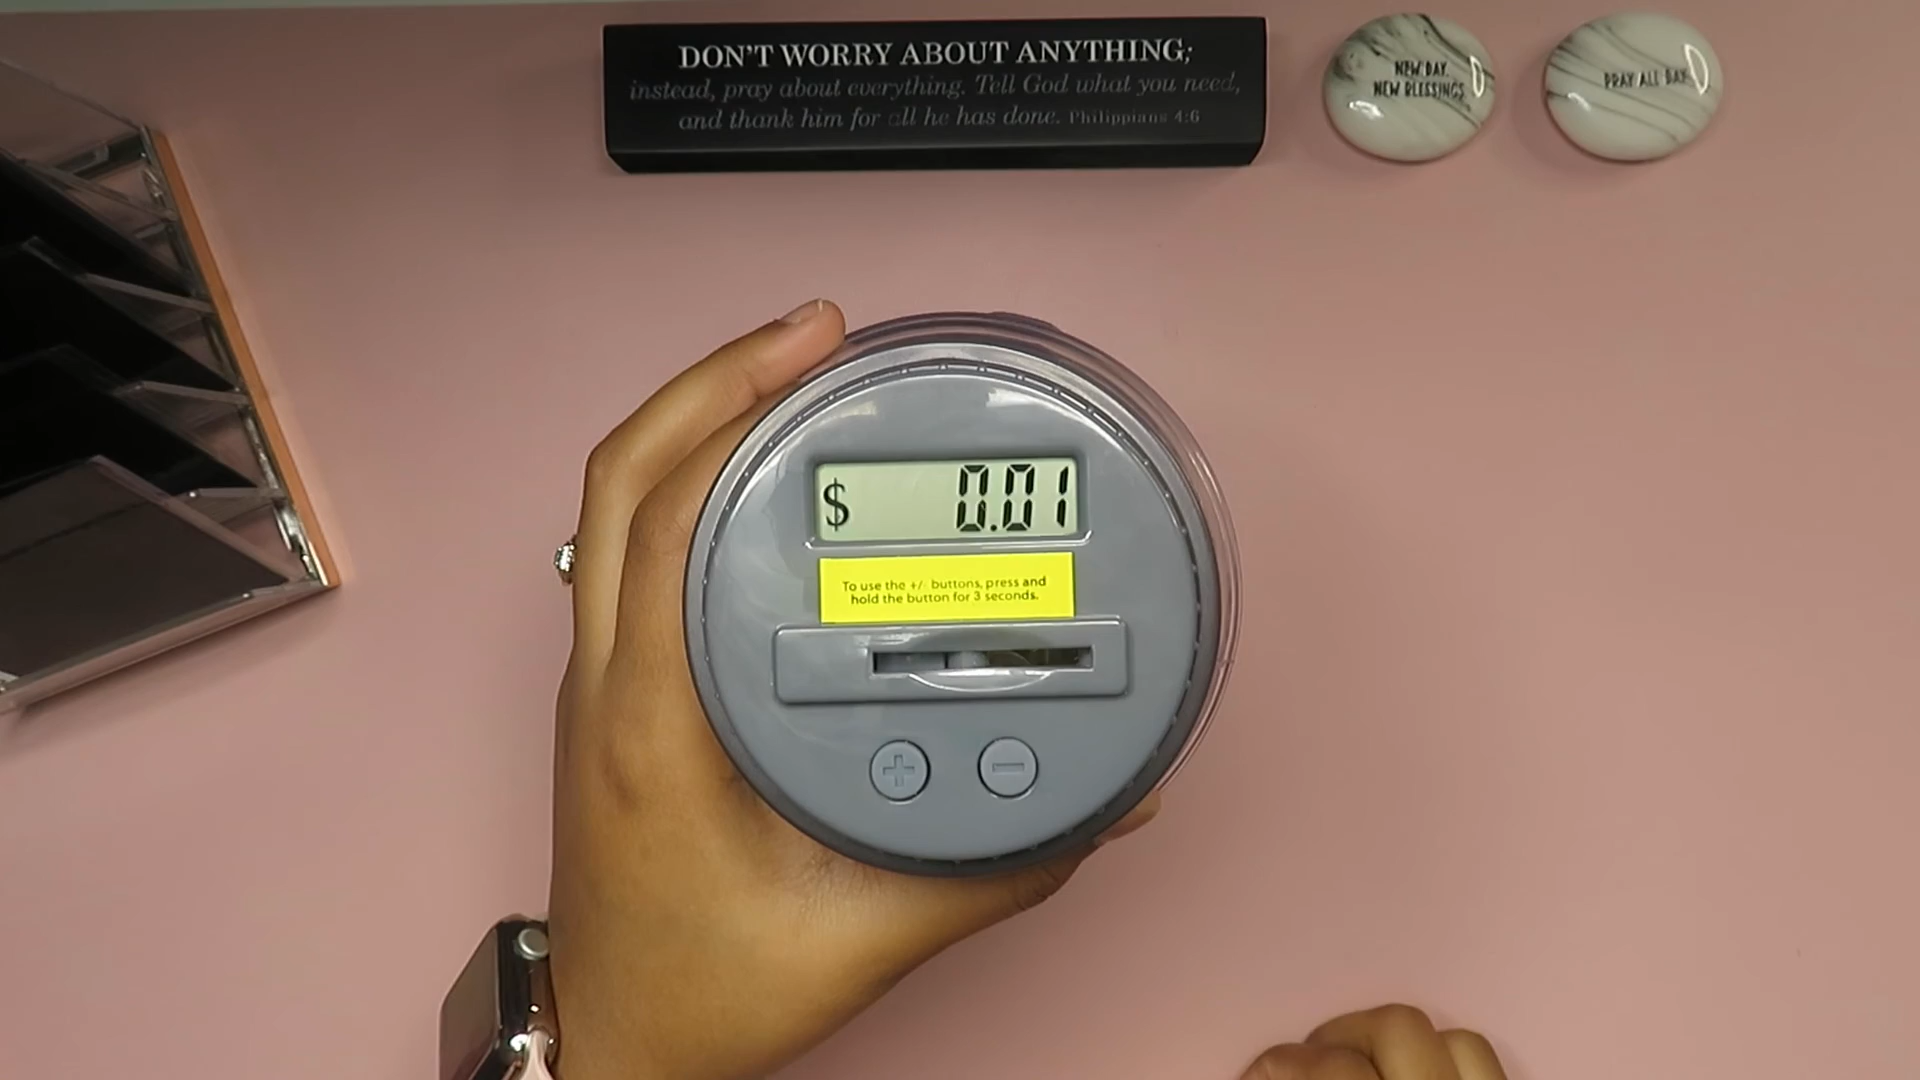 DON'T WORRY ABOUT ANYTHING;
instead, pray about everything. Tell God what you need,
and thank him for all he has done. Philippians 4:6
NEW DAY.
NEW BLESSINGS
PRAY ALL DAY
$ 0.01
To use the +/ buttons, press and
hold the button for 3 seconds.
+ -